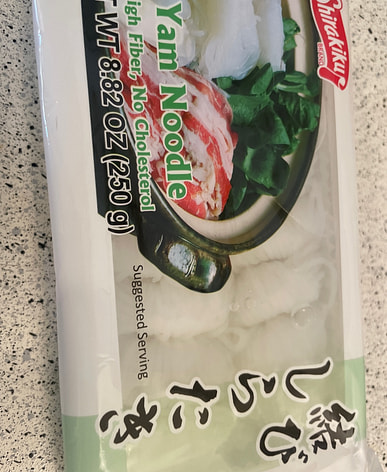 Shirakiku
BRAND
Yam Noodle
igh Fiber, No Cholesterol
T WT 8.82 OZ (250 g)
Suggested Serving
結び
しらたき